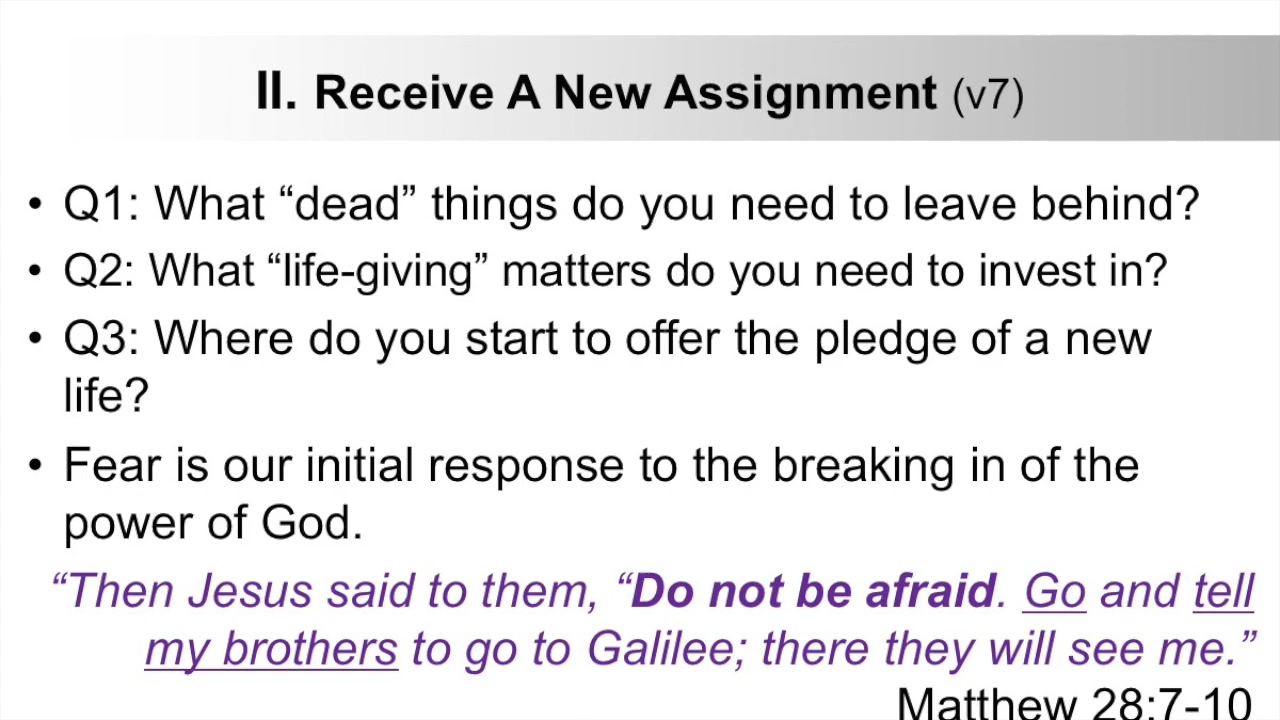 II. Receive A New Assignment (v7)
• Q1: What “dead” things do you need to leave behind?
• Q2: What “life-giving” matters do you need to invest in?
• Q3: Where do you start to offer the pledge of a new
life?
• Fear is our initial response to the breaking in of the
power of God.
“Then Jesus said to them, “Do not be afraid. Go and tell
my brothers to go to Galilee; there they will see me.”
Matthew 28:7-10